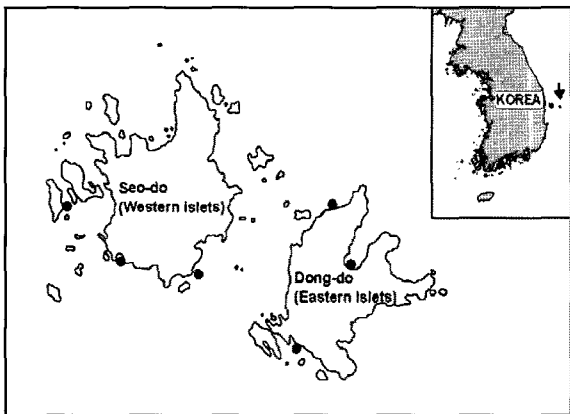 KOREA
Seo-do
(Western islets)
Dong-do
(Eastern islets)